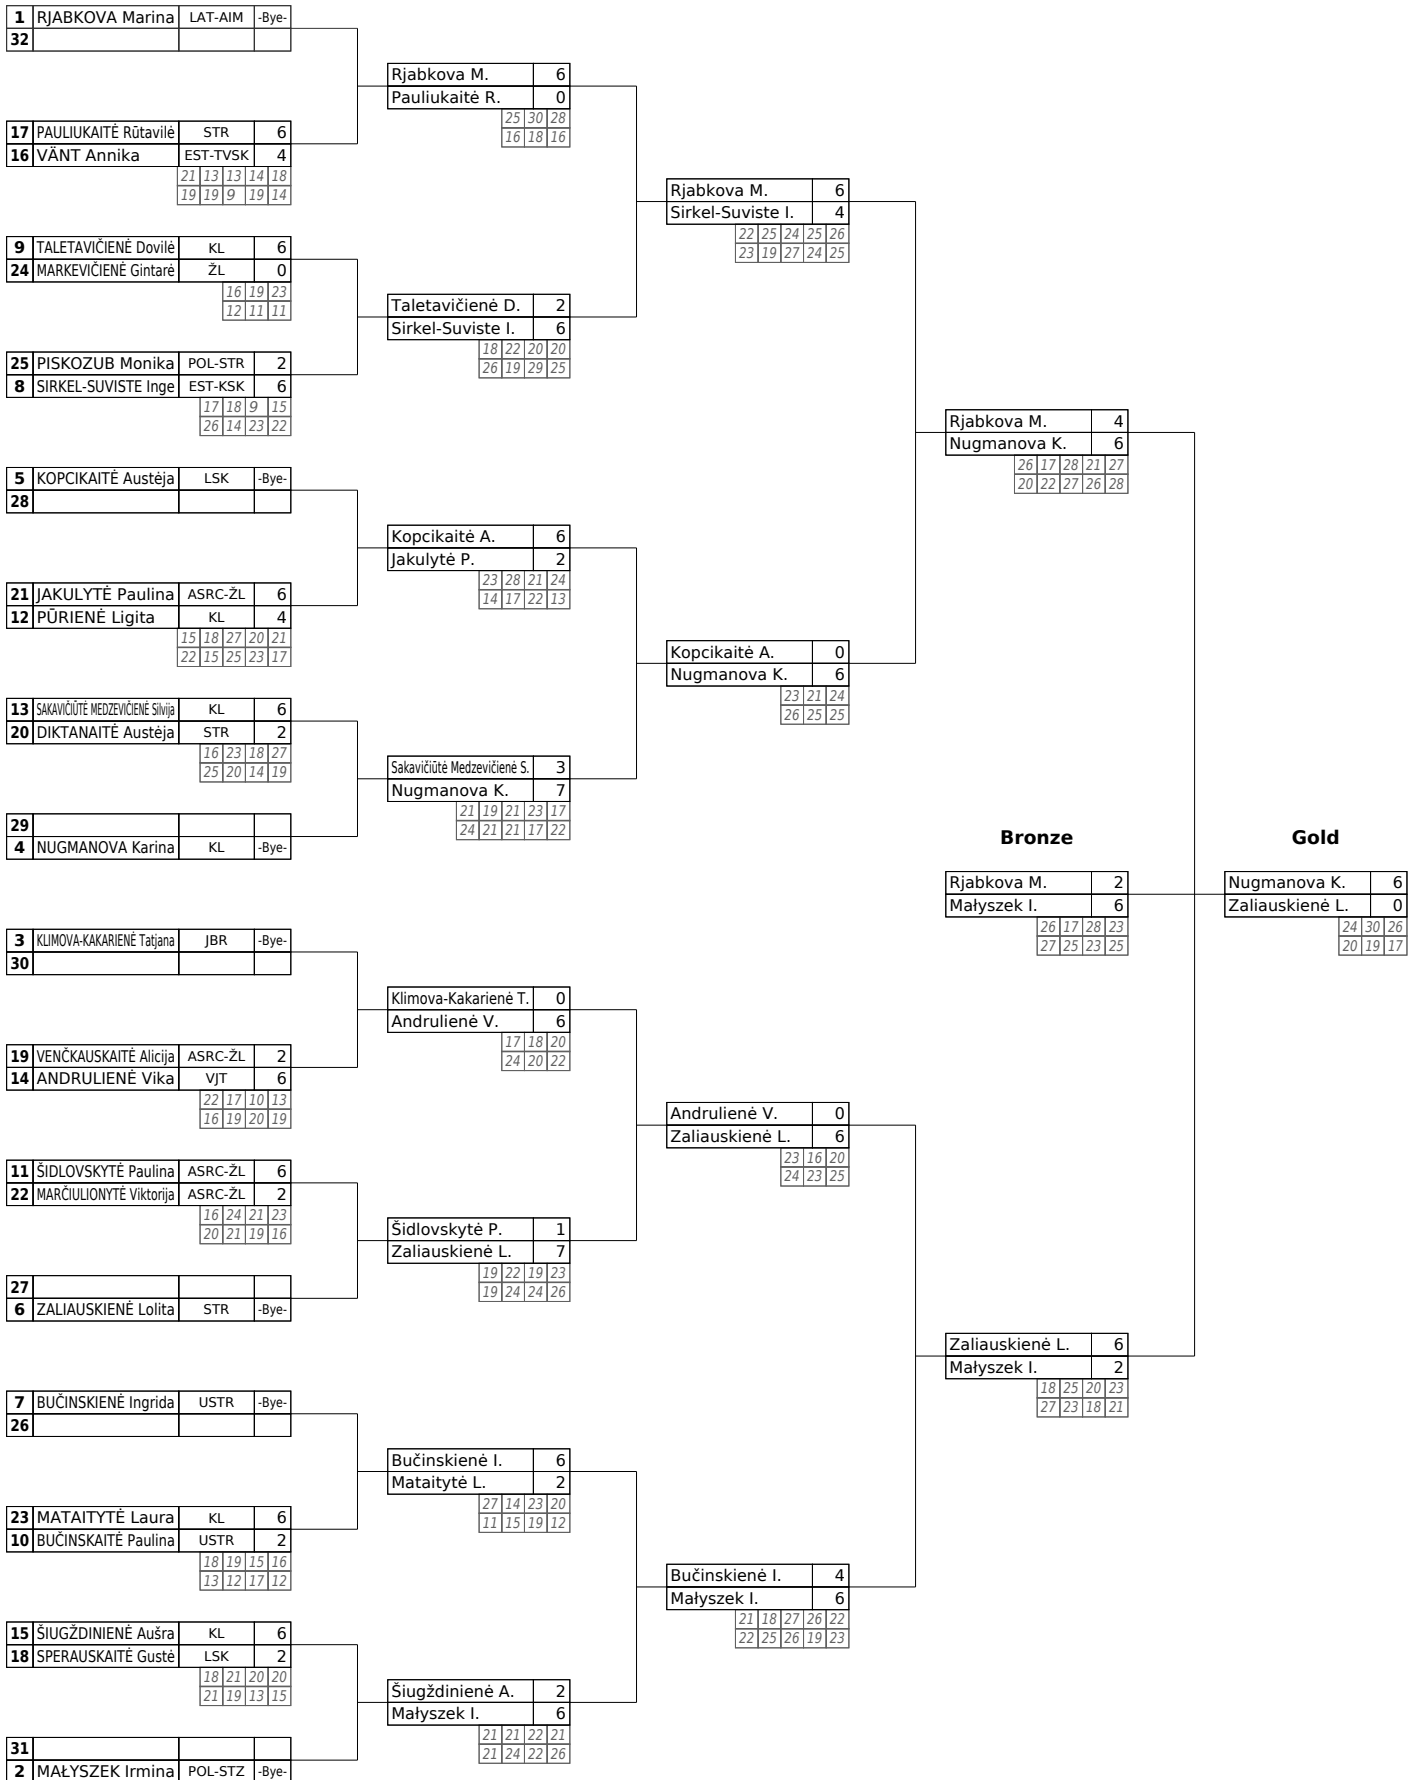 1 RJABKOVA Marina LAT-AIM -Bye-
32
Rjabkova M. 6
Pauliukaitė R. 0
25 30 28
16 18 16
17 PAULIUKAITĖ Rūtavilė STR 6
16 VÄNT Annika EST-TVSK 4
21 13 13 14 18
19 19 9 19 14
Rjabkova M. 6
Sirkel-Suviste I. 4
22 25 24 25 26
23 19 27 24 25
9 TALETAVIČIENĖ Dovilė KL 6
24 MARKEVIČIENĖ Gintarė ŽL 0
16 19 23
12 11 11
Taletavičienė D. 2
Sirkel-Suviste I. 6
18 22 20 20
26 19 29 25
25 PISKOZUB Monika POL-STR 2
8 SIRKEL-SUVISTE Inge EST-KSK 6
17 18 9 15
26 14 23 22
Rjabkova M. 4
Nugmanova K. 6
26 17 28 21 27
20 22 27 26 28
5 KOPCIKAITĖ Austėja LSK -Bye-
28
Kopcikaitė A. 6
Jakulytė P. 2
23 28 21 24
14 17 22 13
21 JAKULYTĖ Paulina ASRC-ŽL 6
12 PŪRIENĖ Ligita KL 4
15 18 27 20 21
22 15 25 23 17
Kopcikaitė A. 0
Nugmanova K. 6
23 21 24
26 25 25
13 SAKAVIČIŪTĖ MEDZEVIČIENĖ Silvija KL 6
20 DIKTANAITĖ Austėja STR 2
16 23 18 27
25 20 14 19
Sakavičiūtė Medzevičienė S. 3
Nugmanova K. 7
21 19 21 23 17
24 21 21 17 22
29
4 NUGMANOVA Karina KL -Bye-
Bronze Gold
Rjabkova M. 2 Nugmanova K. 6
Małyszek I. 6 Zaliauskienė L. 0
26 17 28 23 24 30 26
27 25 23 25 20 19 17
3 KLIMOVA-KAKARIENĖ Tatjana JBR -Bye-
30
Klimova-Kakarienė T. 0
Andrulienė V. 6
17 18 20
24 20 22
19 VENČKAUSKAITĖ Alicija ASRC-ŽL 2
14 ANDRULIENĖ Vika VJT 6
22 17 10 13
16 19 20 19
Andrulienė V. 0
Zaliauskienė L. 6
23 16 20
24 23 25
11 ŠIDLOVSKYTĖ Paulina ASRC-ŽL 6
22 MARČIULIONYTĖ Viktorija ASRC-ŽL 2
16 24 21 23
20 21 19 16
Šidlovskytė P. 1
Zaliauskienė L. 7
19 22 19 23
19 24 24 26
27
6 ZALIAUSKIENĖ Lolita STR -Bye-
Zaliauskienė L. 6
Małyszek I. 2
18 25 20 23
27 23 18 21
7 BUČINSKIENĖ Ingrida USTR -Bye-
26
Bučinskienė I. 6
Mataitytė L. 2
27 14 23 20
11 15 19 12
23 MATAITYTĖ Laura KL 6
10 BUČINSKAITĖ Paulina USTR 2
18 19 15 16
13 12 17 12
Bučinskienė I. 4
Małyszek I. 6
21 18 27 26 22
22 25 26 19 23
15 ŠIUGŽDINIENĖ Aušra KL 6
18 SPERAUSKAITĖ Gustė LSK 2
18 21 20 20
21 19 13 15
Šiugždinienė A. 2
Małyszek I. 6
21 21 22 21
21 24 22 26
31
2 MAŁYSZEK Irmina POL-STZ -Bye-